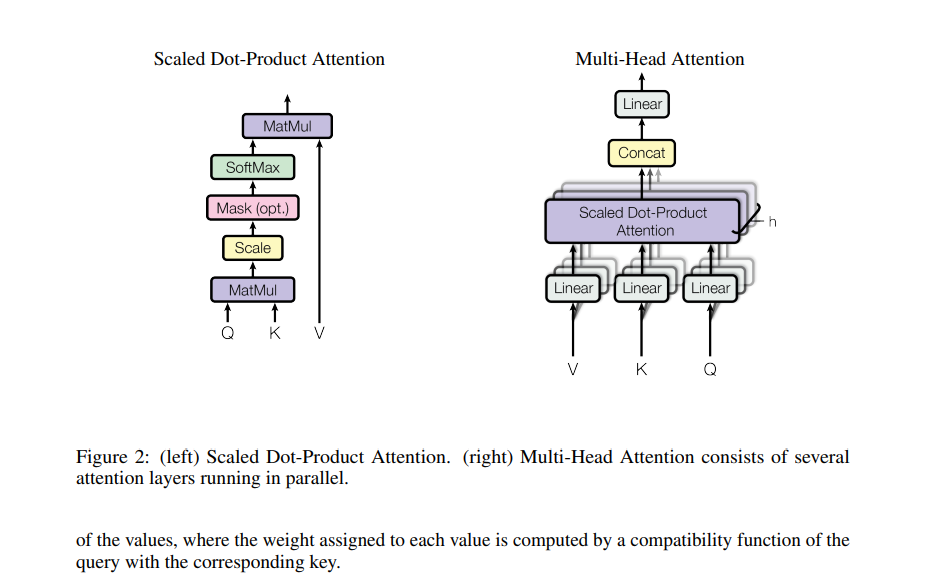 Scaled Dot-Product Attention
MatMul
SoftMax
Mask (opt.)
Scale
MatMul
Q K V
Multi-Head Attention
Linear
Concat
Scaled Dot-Product
Attention
h
Linear Linear Linear
V K Q
Figure 2: (left) Scaled Dot-Product Attention. (right) Multi-Head Attention consists of several
attention layers running in parallel.
of the values, where the weight assigned to each value is computed by a compatibility function of the
query with the corresponding key.